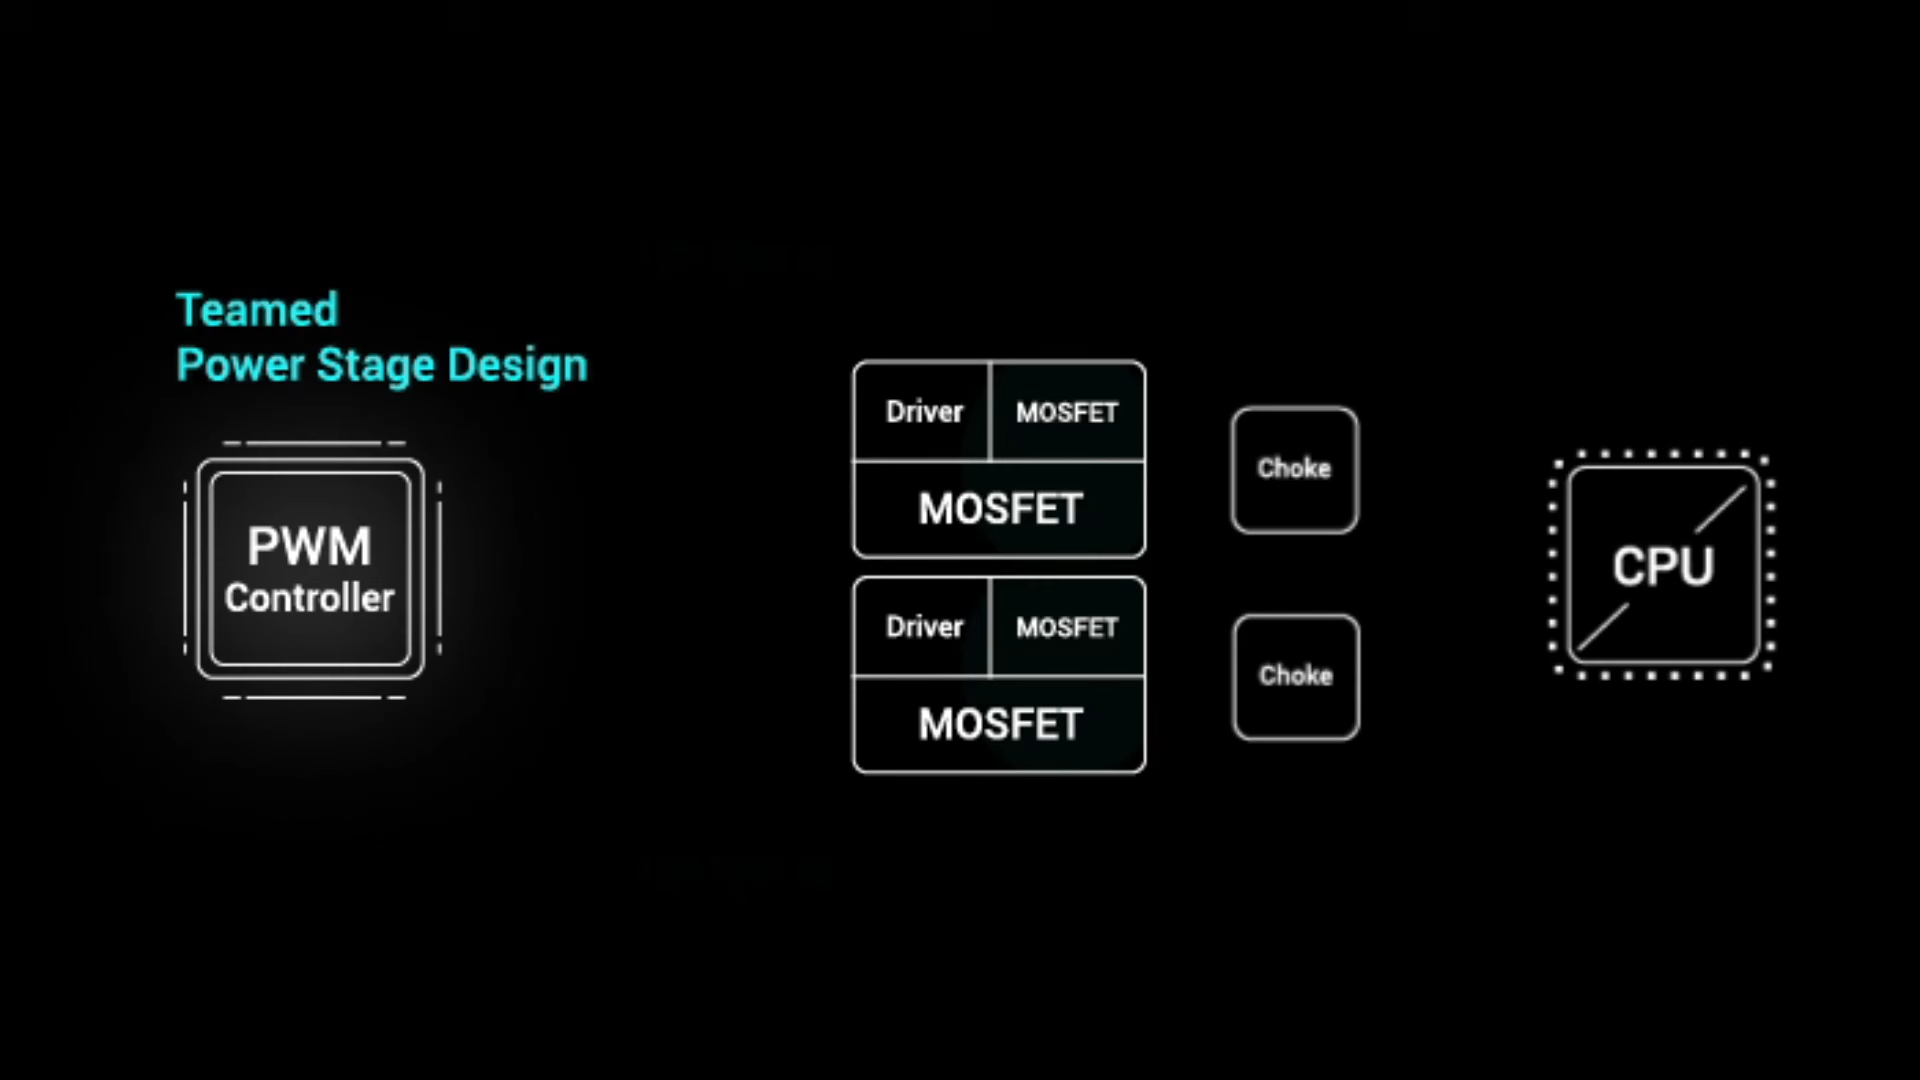 Teamed
Power Stage Design
PWM
Controller
Driver
MOSFET
MOSFET
Driver
MOSFET
MOSFET
Choke
Choke
CPU